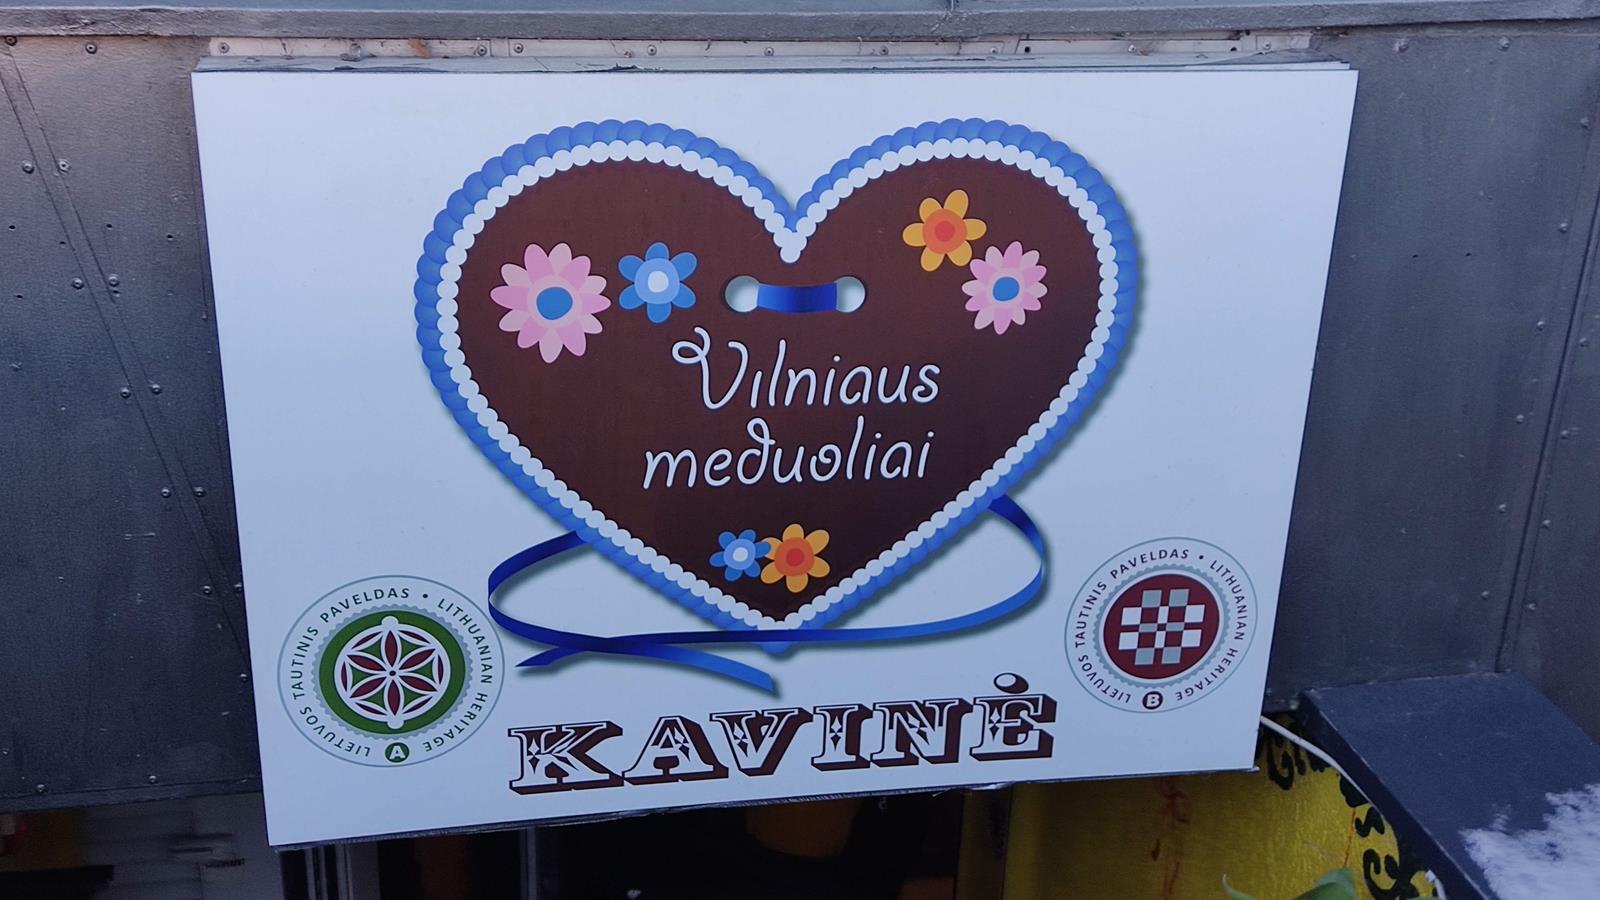 Vilniaus
meduoliai
LIETUVOS TAUTINIS PAVELDAS • LITHUANIAN HERITAGE
A
LIETUVOS TAUTINIS PAVELDAS • LITHUANIAN HERITAGE
B
KAVINĖ